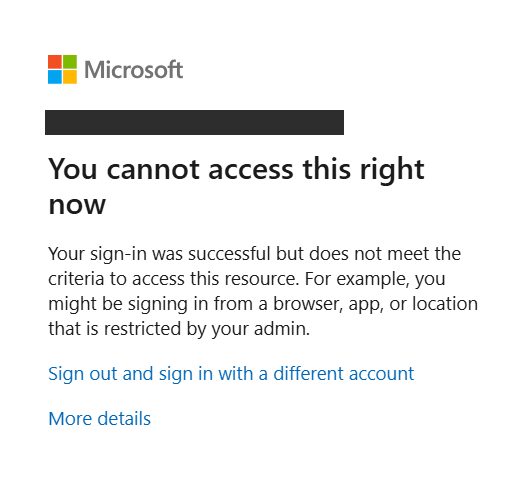 Microsoft
You cannot access this right
now
Your sign-in was successful but does not meet the
criteria to access this resource. For example, you
might be signing in from a browser, app, or location
that is restricted by your admin.
Sign out and sign in with a different account
More details